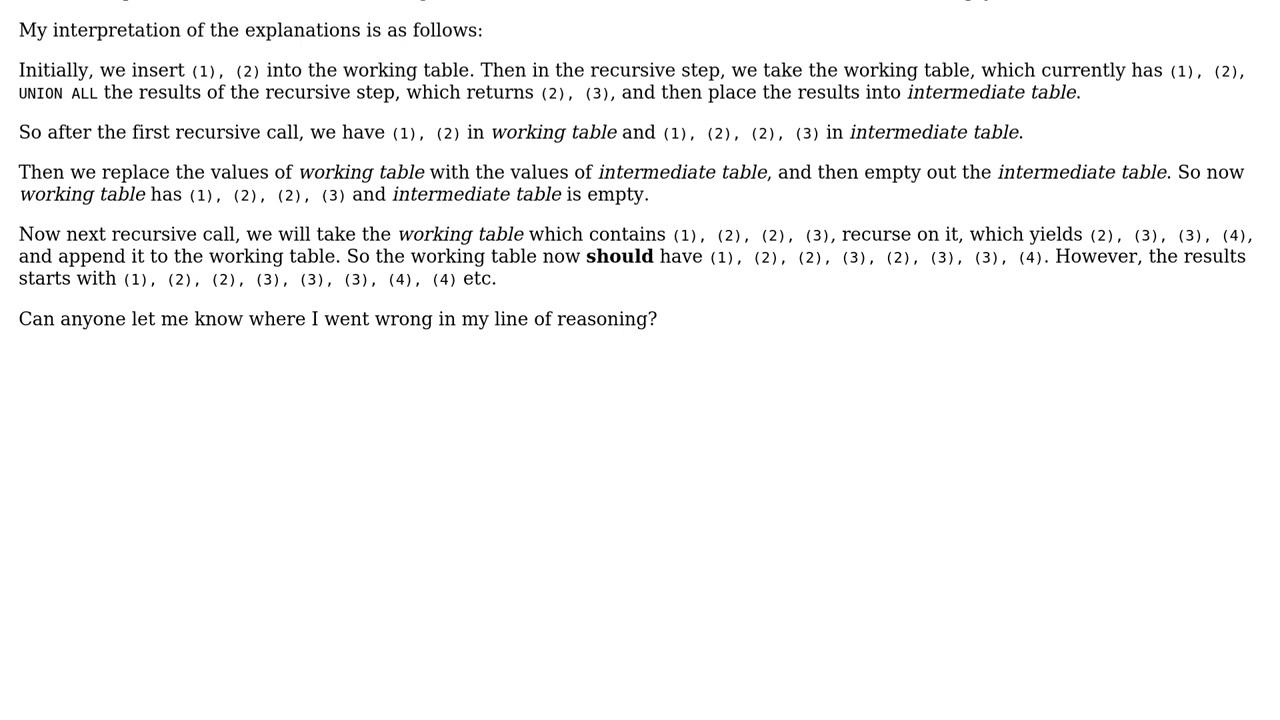 My interpretation of the explanations is as follows:
Initially, we insert (1), (2) into the working table. Then in the recursive step, we take the working table, which currently has (1), (2),
UNION ALL the results of the recursive step, which returns (2), (3), and then place the results into intermediate table.
So after the first recursive call, we have (1), (2) in working table and (1), (2), (2), (3) in intermediate table.
Then we replace the values of working table with the values of intermediate table, and then empty out the intermediate table. So now
working table has (1), (2), (2), (3) and intermediate table is empty.
Now next recursive call, we will take the working table which contains (1), (2), (2), (3), recurse on it, which yields (2), (3), (3), (4),
and append it to the working table. So the working table now should have (1), (2), (2), (3), (2), (3), (3), (4). However, the results
starts with (1), (2), (2), (3), (3), (3), (4), (4) etc.
Can anyone let me know where I went wrong in my line of reasoning?